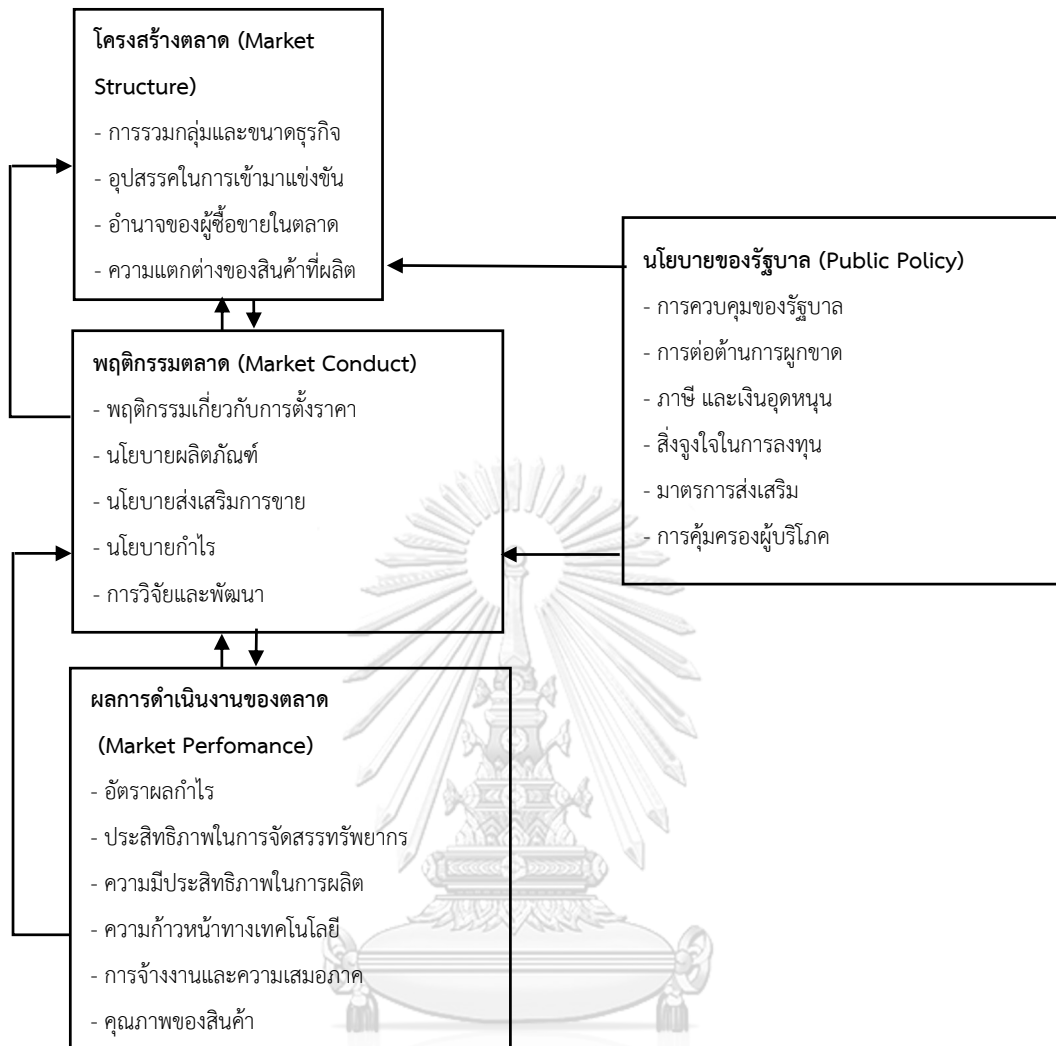 โครงสร้างตลาด (Market
Structure)
- การรวมกลุ่มและขนาดธุรกิจ
- อุปสรรคในการเข้ามาแข่งขัน
- อำนาจของผู้ซื้อขายในตลาด
- ความแตกต่างของสินค้าที่ผลิต
นโยบายของรัฐบาล (Public Policy)
- การควบคุมของรัฐบาล
- การต่อต้านการผูกขาด
- ภาษี และเงินอุดหนุน
- สิ่งจูงใจในการลงทุน
- มาตรการส่งเสริม
- การคุ้มครองผู้บริโภค
พฤติกรรมตลาด (Market Conduct)
- พฤติกรรมเกี่ยวกับการตั้งราคา
- นโยบายผลิตภัณฑ์
- นโยบายส่งเสริมการขาย
- นโยบายกำไร
- การวิจัยและพัฒนา
ผลการดำเนินงานของตลาด
(Market Perfomance)
- อัตราผลกำไร
- ประสิทธิภาพในการจัดสรรทรัพยากร
- ความมีประสิทธิภาพในการผลิต
- ความก้าวหน้าทางเทคโนโลยี
- การจ้างงานและความเสมอภาค
- คุณภาพของสินค้า